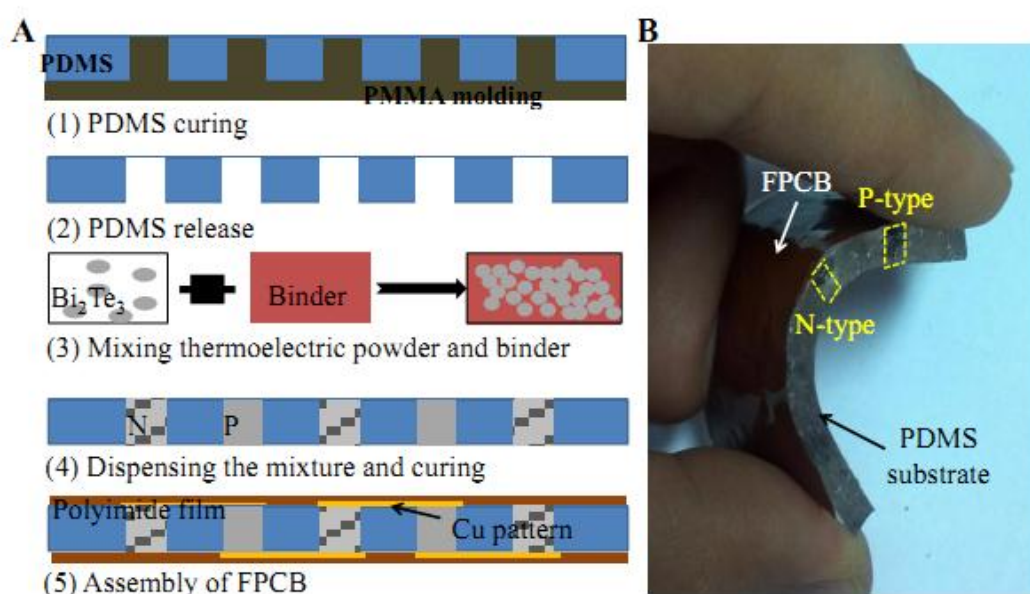 A
PDMS
PMMA molding
(1) PDMS curing
(2) PDMS release
Bi₂Te₃
Binder
(3) Mixing thermoelectric powder and binder
N
P
(4) Dispensing the mixture and curing
Polyimide film
Cu pattern
(5) Assembly of FPCB
B
FPCB
P-type
N-type
PDMS
substrate